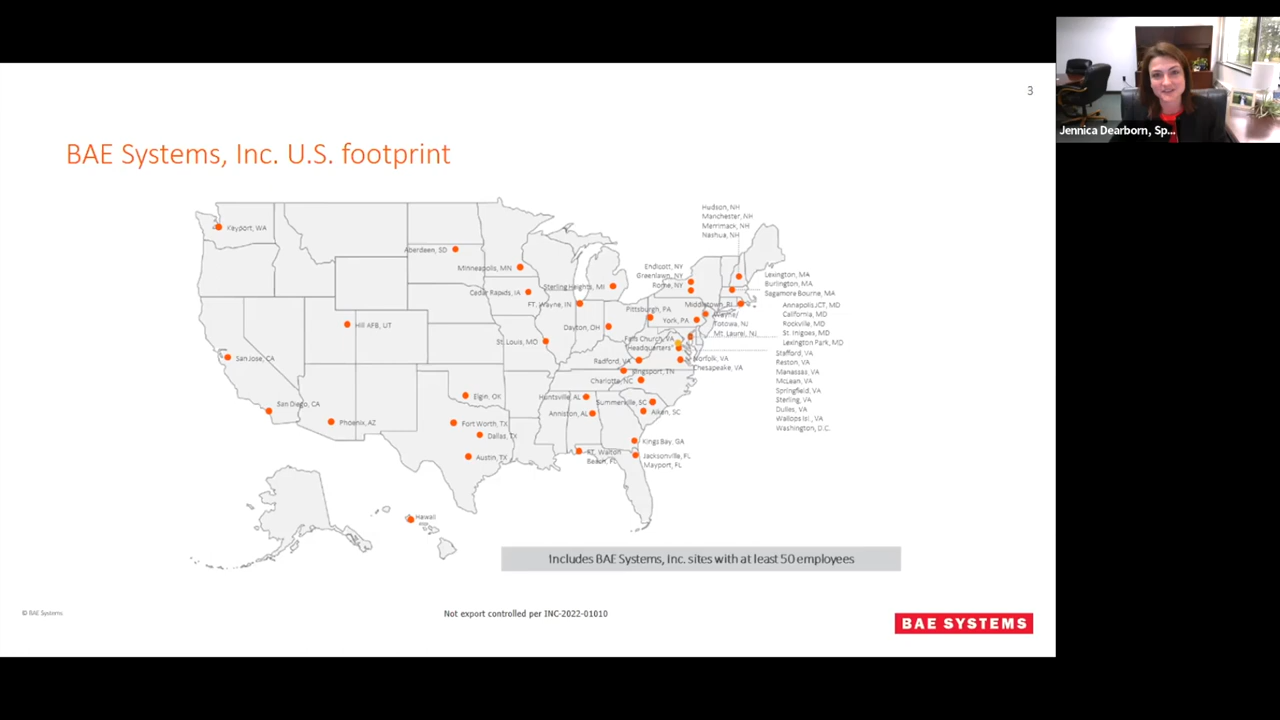 3
Jennica Dearborn, Sp...
BAE Systems, Inc. U.S. footprint
Hudson, NH
Manchester, NH
Merrimack, NH
Nashua, NH
Keyport, WA
Aberdeen, SD
Minneapolis, MN
Cedar Rapids, IA
Sterling Heights, MI
FT. Wayne, IN
Endicott, NY
Greenlawn, NY
Rome, NY
Lexington, MA
Burlington, MA
Sagamore Bourne, MA
Middletown, RI
Pittsburgh, PA
York, PA
Wayne/
Totowa, NJ
Mt. Laurel, NJ
Annapolis JCT, MD
California, MD
Rockville, MD
St. Inigoes, MD
Lexington Park, MD
Hill AFB, UT
Dayton, OH
St. Louis, MO
Falls Church, VA
"Headquarters"
Stafford, VA
Reston, VA
Manassas, VA
McLean, VA
Springfield, VA
Sterling, VA
Dulles, VA
Wallops Isl., VA
Washington, D.C.
San Jose, CA
Radford, VA
Norfolk, VA
Chesapeake, VA
Kingsport, TN
Charlotte, NC
San Diego, CA
Phoenix, AZ
Elgin, OK
Huntsville, AL
Summerville, SC
Anniston, AL
Aiken, SC
Fort Worth, TX
Dallas, TX
Austin, TX
Kings Bay, GA
FT. Walton
Beach, FL
Jacksonville, FL
Mayport, FL
Hawaii
Includes BAE Systems, Inc. sites with at least 50 employees
© BAE Systems
Not export controlled per INC-2022-01010
BAE SYSTEMS